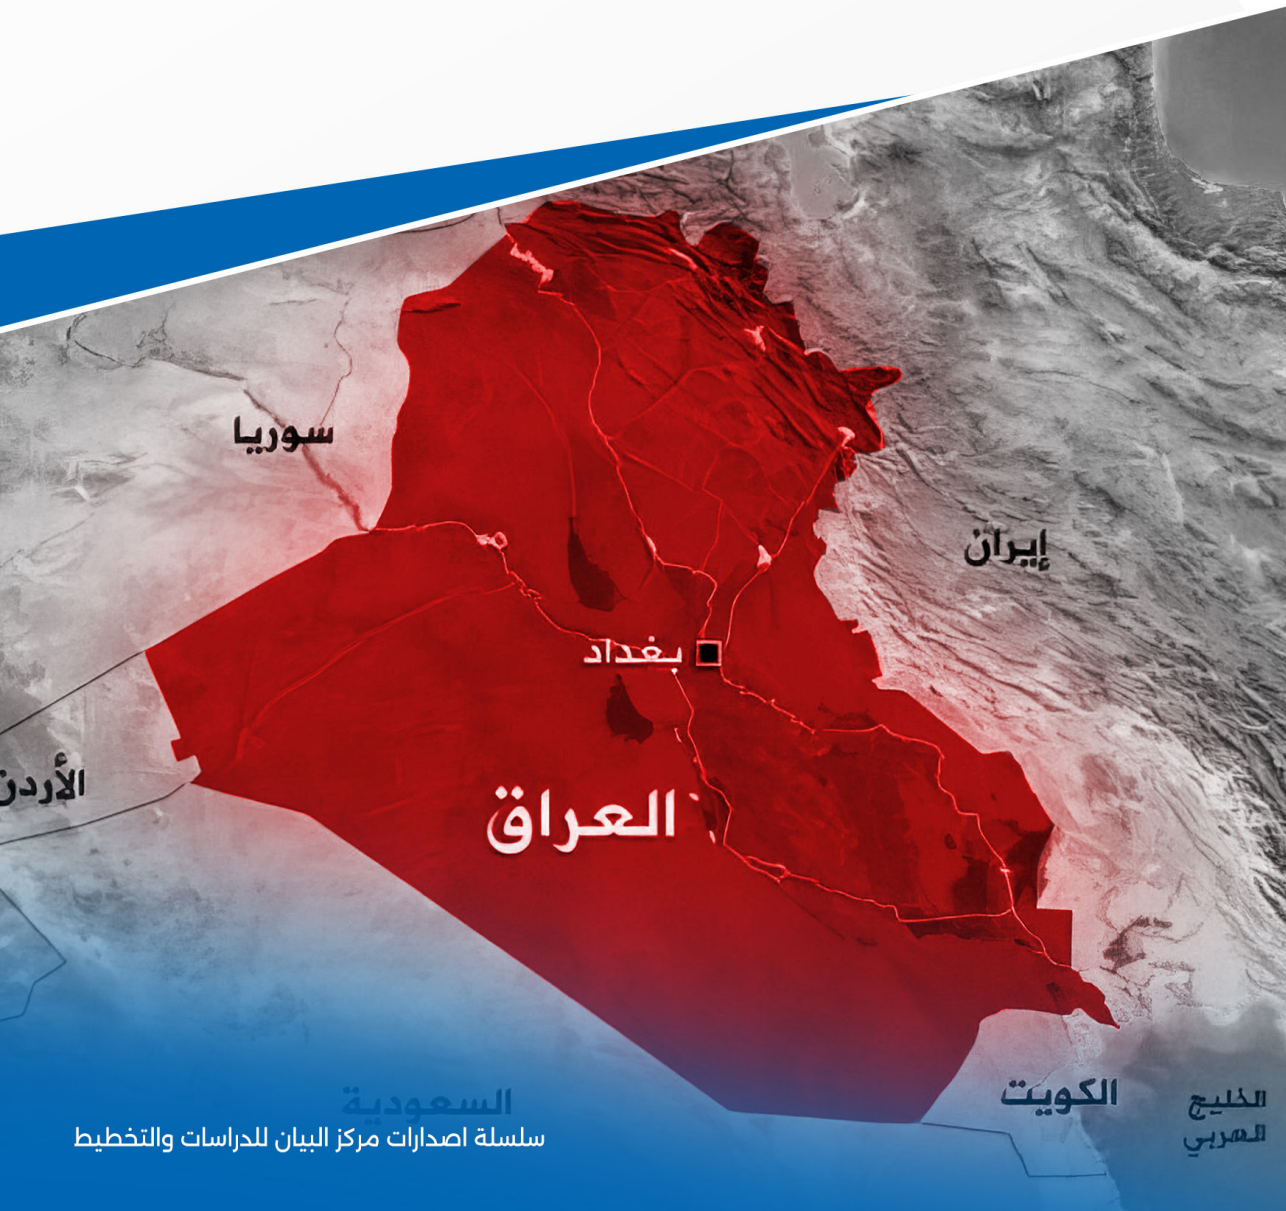 سوريا
إيران
بغداد
الأردن
العراق
السعودية
الكويت
الخليج
العربي
سلسلة اصدارات مركز البيان للدراسات والتخطيط